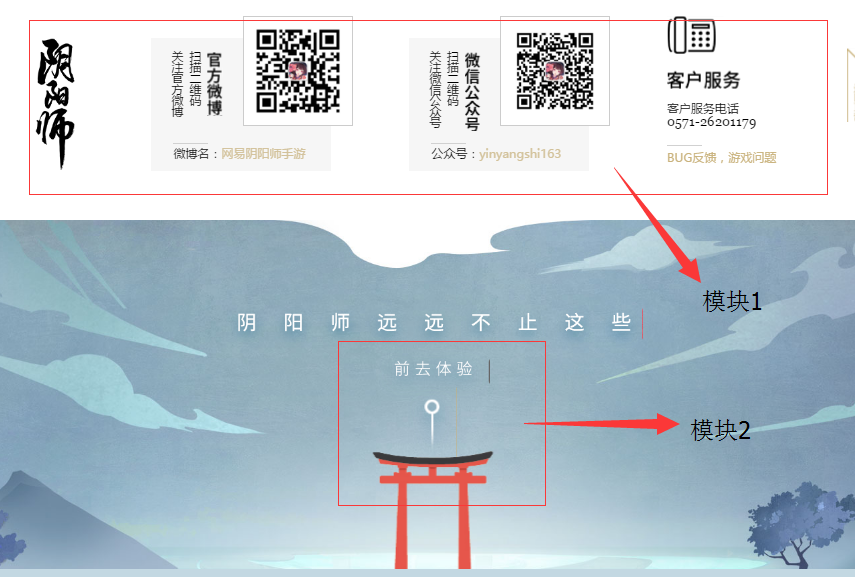 阴阳师
官方微博
扫描二维码
关注官方微博
微博名：网易阴阳师手游
微信公众号
扫描二维码
关注微信公众号
公众号：yinyangshi163
客户服务
客户服务电话
0571-26201179
BUG反馈，游戏问题
模块1
阴阳师远远不止这些
前去体验
模块2